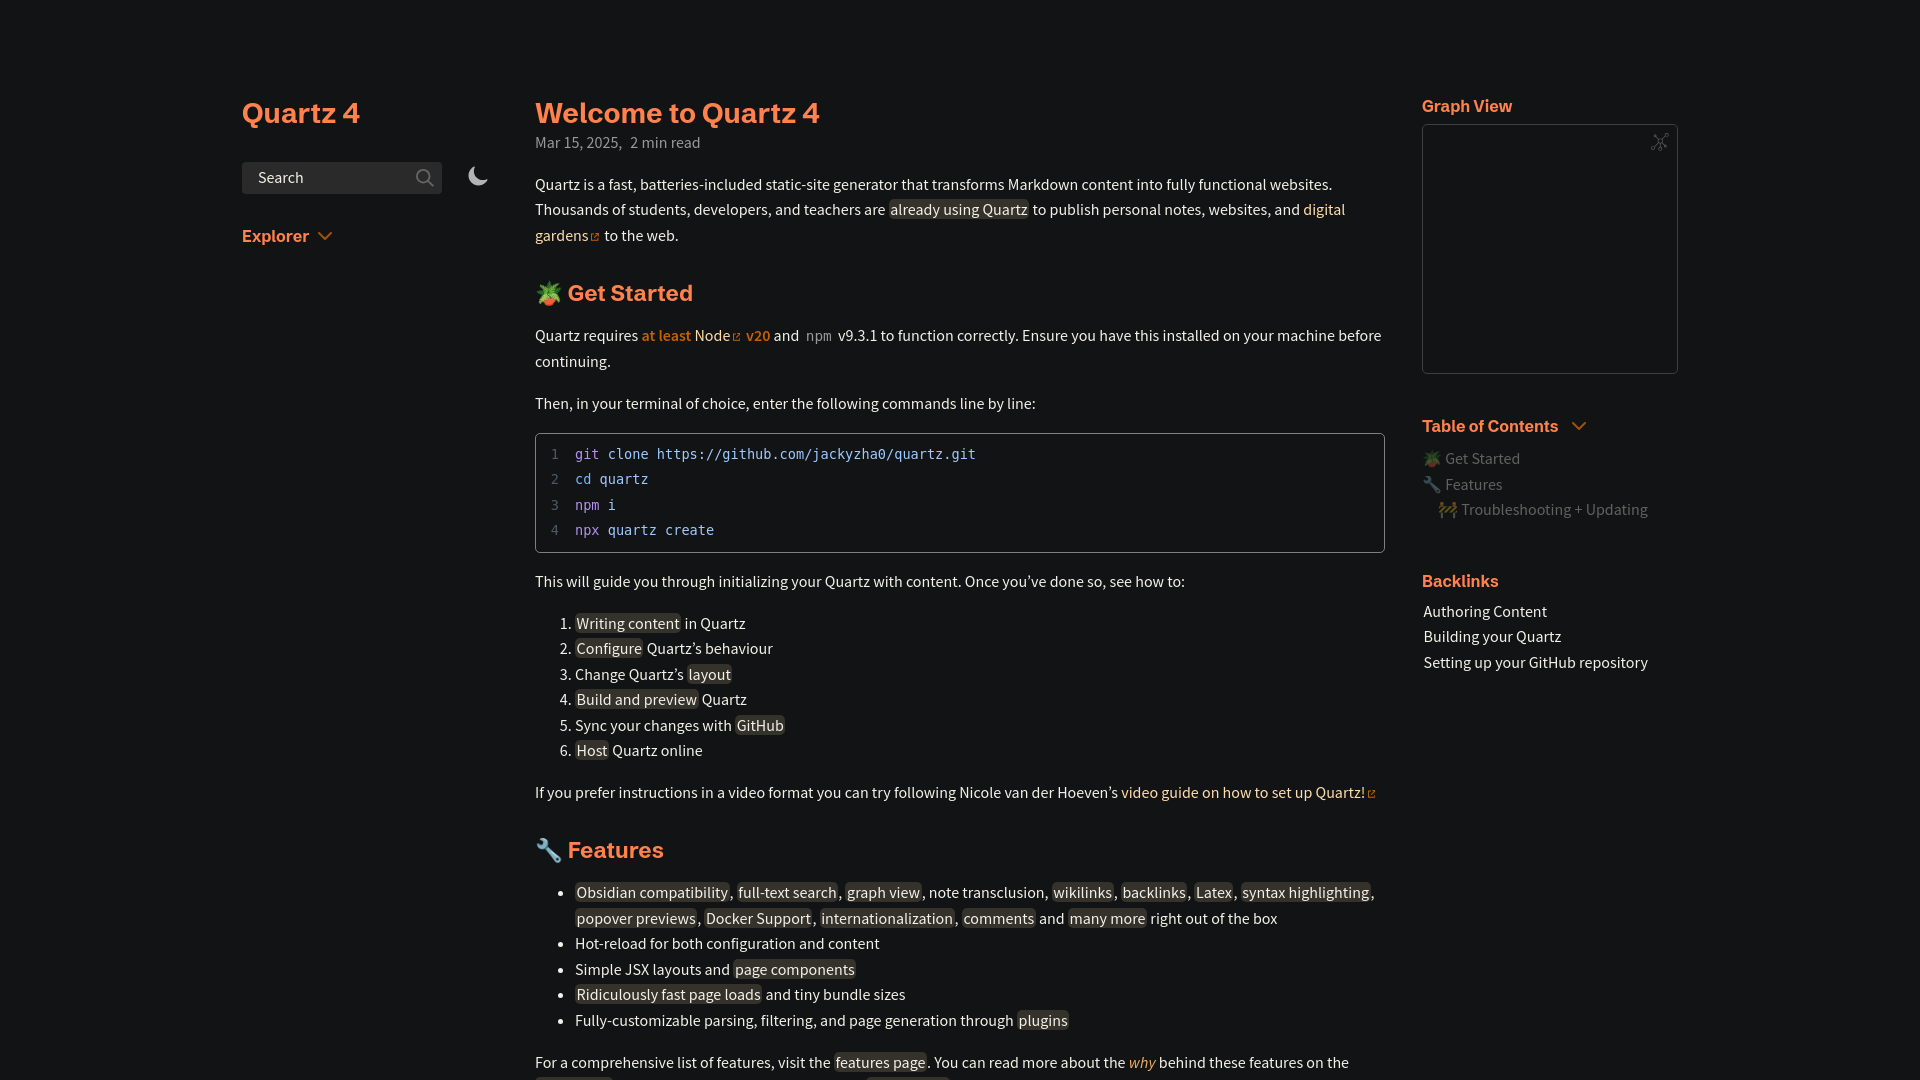 Quartz 4
Search
Explorer
Welcome to Quartz 4
Mar 15, 2025, 2 min read
Quartz is a fast, batteries-included static-site generator that transforms Markdown content into fully functional websites.
Thousands of students, developers, and teachers are already using Quartz to publish personal notes, websites, and digital
gardens to the web.
🪴 Get Started
Quartz requires at least Node v20 and npm v9.3.1 to function correctly. Ensure you have this installed on your machine before
continuing.
Then, in your terminal of choice, enter the following commands line by line:
1 git clone https://github.com/jackyzha0/quartz.git
2 cd quartz
3 npm i
4 npx quartz create
This will guide you through initializing your Quartz with content. Once you’ve done so, see how to:
1. Writing content in Quartz
2. Configure Quartz’s behaviour
3. Change Quartz’s layout
4. Build and preview Quartz
5. Sync your changes with GitHub
6. Host Quartz online
If you prefer instructions in a video format you can try following Nicole van der Hoeven’s video guide on how to set up Quartz!
🔧 Features
• Obsidian compatibility, full-text search, graph view, note transclusion, wikilinks, backlinks, Latex, syntax highlighting,
popover previews, Docker Support, internationalization, comments and many more right out of the box
• Hot-reload for both configuration and content
• Simple JSX layouts and page components
• Ridiculously fast page loads and tiny bundle sizes
• Fully-customizable parsing, filtering, and page generation through plugins
For a comprehensive list of features, visit the features page. You can read more about the why behind these features on the
Graph View
Table of Contents
🪴 Get Started
🔧 Features
🚧 Troubleshooting + Updating
Backlinks
Authoring Content
Building your Quartz
Setting up your GitHub repository